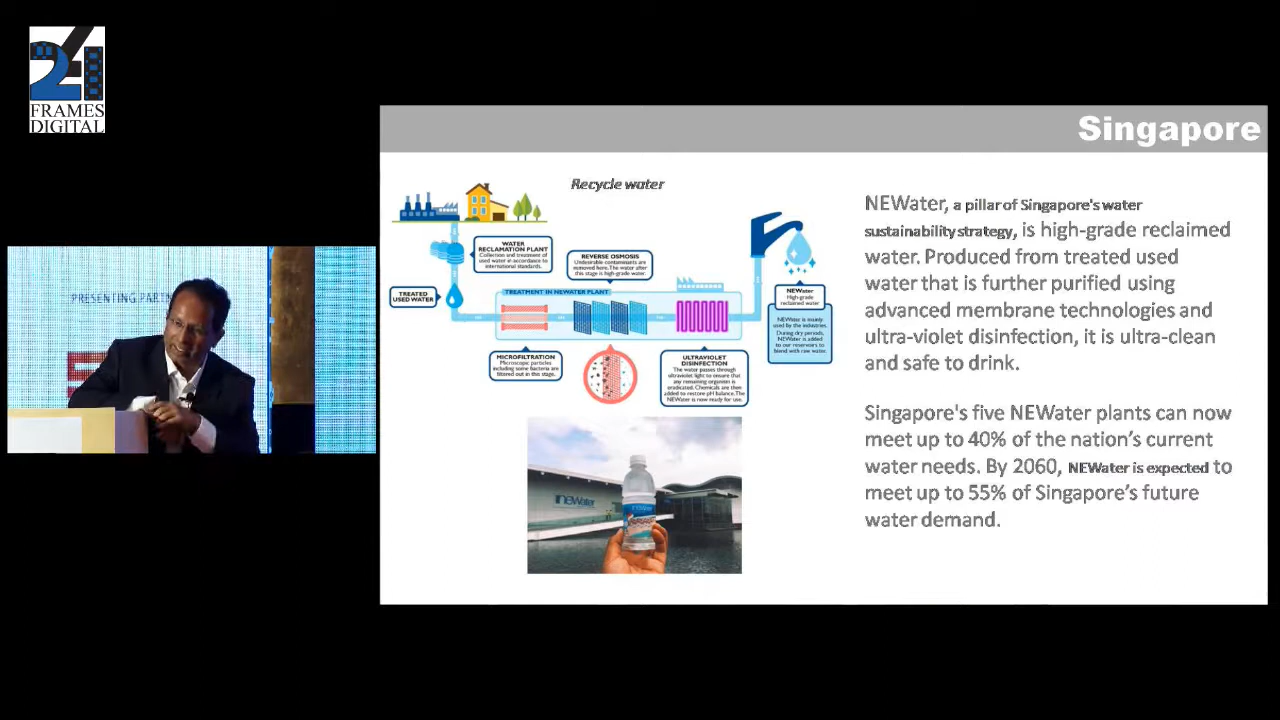 24
FRAMES
DIGITAL
PRESENTING PARTN
Singapore
Recycle water
WATER
RECLAMATION PLANT
Collection and treatment of
used water in accordance to
international standards.
REVERSE OSMOSIS
Undesirable contaminants are
removed here. The water after
this stage is high-grade water.
TREATED
USED WATER
TREATMENT IN NEWATER PLANT
NEWater
High-grade
reclaimed water
NEWater is mainly
used by the industries.
During dry periods,
NEWater is added
to our reservoirs to
blend with raw water.
MICROFILTRATION
Microscopic particles
including some bacteria are
filtered out in this stage.
ULTRAVIOLET
DISINFECTION
The water passes through
ultraviolet light to ensure that
any remaining organism is
eradicated. Chemicals are then
added to restore pH balance. The
NEWater is now ready for use.
newater
newater
NEWater, a pillar of Singapore's water
sustainability strategy, is high-grade reclaimed
water. Produced from treated used
water that is further purified using
advanced membrane technologies and
ultra-violet disinfection, it is ultra-clean
and safe to drink.
Singapore's five NEWater plants can now
meet up to 40% of the nation’s current
water needs. By 2060, NEWater is expected to
meet up to 55% of Singapore’s future
water demand.